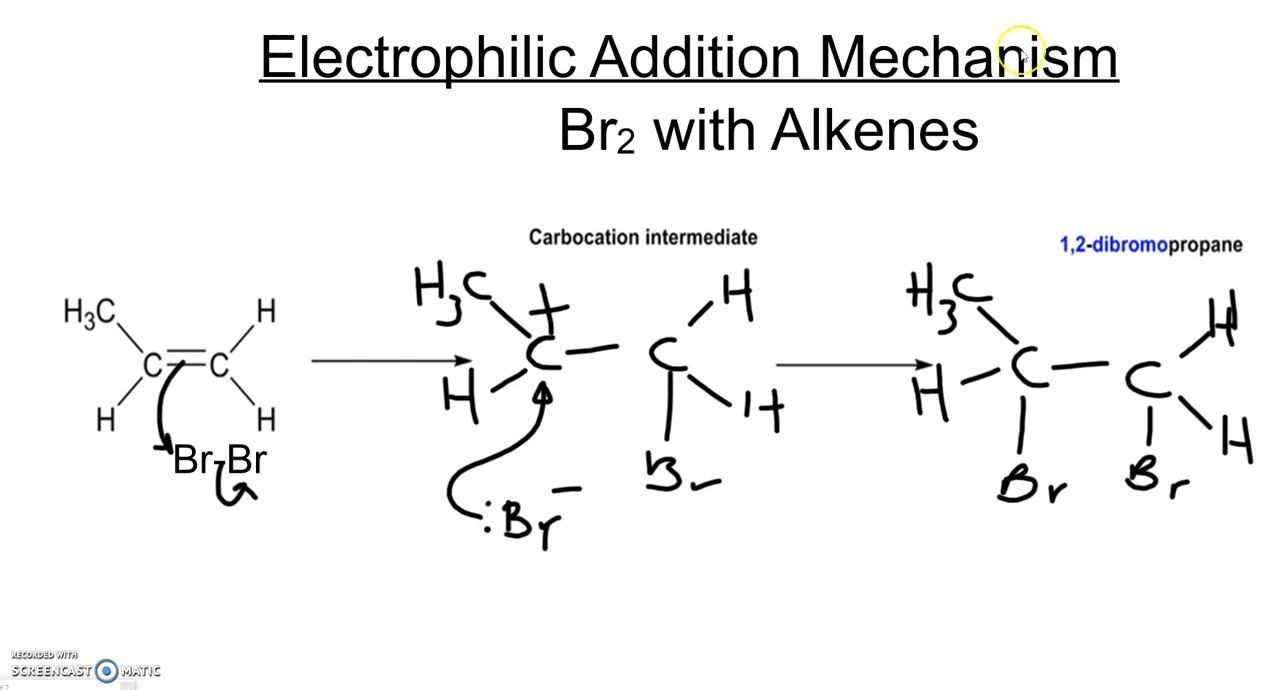 Electrophilic Addition Mechanism
Br₂ with Alkenes
Carbocation intermediate
1,2-dibromopropane
H₃C H
C=C
H H
Br-Br
H₃C + H
C — C
H H
Br
:Br⁻
H₃C H
C — C
H H
Br Br
RECORDED WITH
SCREENCAST MATIC